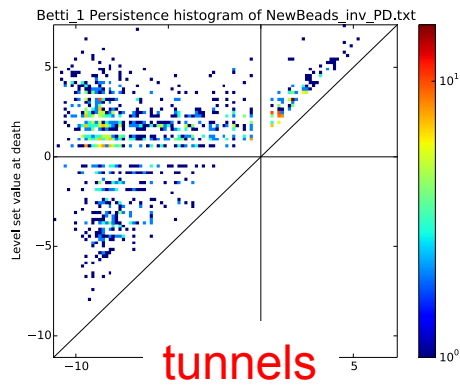 Betti_1 Persistence histogram of NewBeads_inv_PD.txt
Level set value at death
5
0
−5
−10
−10
5
tunnels
10¹
10⁰